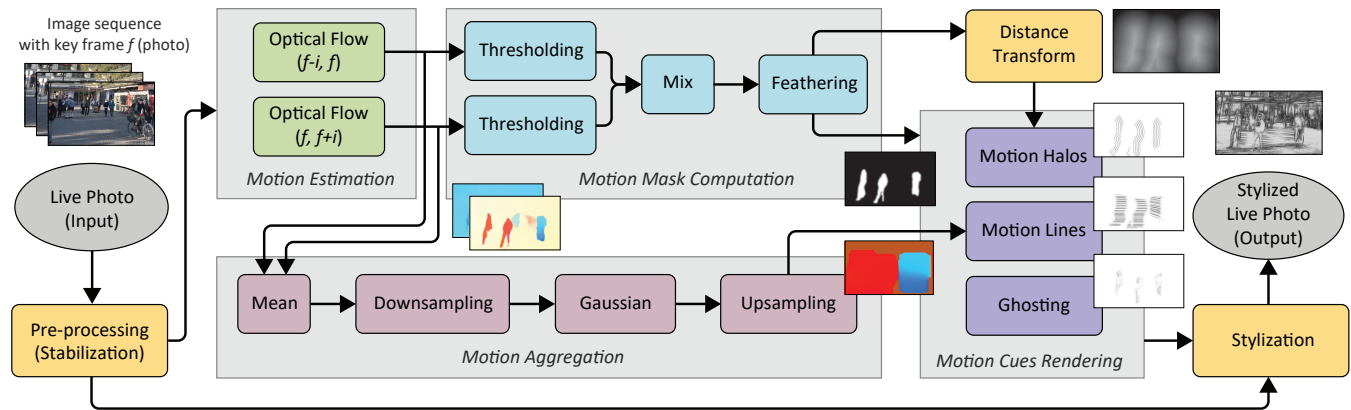 Image sequence
with key frame f (photo)
Live Photo
(Input)
Pre-processing
(Stabilization)
Optical Flow
(f-i, f)
Optical Flow
(f, f+i)
Motion Estimation
Thresholding
Thresholding
Mix
Feathering
Motion Mask Computation
Mean
Downsampling
Gaussian
Upsampling
Motion Aggregation
Distance
Transform
Motion Halos
Motion Lines
Ghosting
Motion Cues Rendering
Stylized
Live Photo
(Output)
Stylization